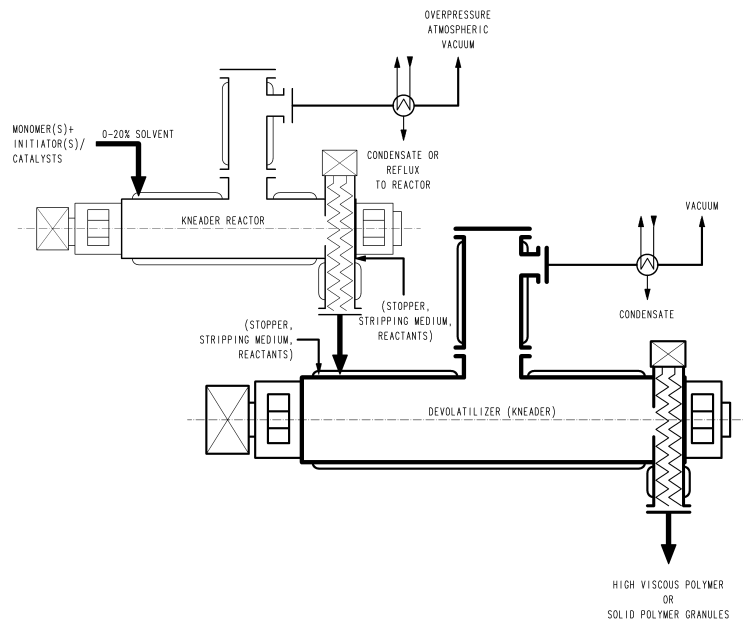 OVERPRESSURE
ATMOSPHERIC
VACUUM
MONOMER(S)+
INITIATOR(S)/
CATALYSTS
0-20% SOLVENT
CONDENSATE OR
REFLUX
TO REACTOR
KNEADER REACTOR
VACUUM
(STOPPER,
STRIPPING MEDIUM,
REACTANTS)
CONDENSATE
(STOPPER,
STRIPPING MEDIUM,
REACTANTS)
DEVOLATILIZER (KNEADER)
HIGH VISCOUS POLYMER
OR
SOLID POLYMER GRANULES